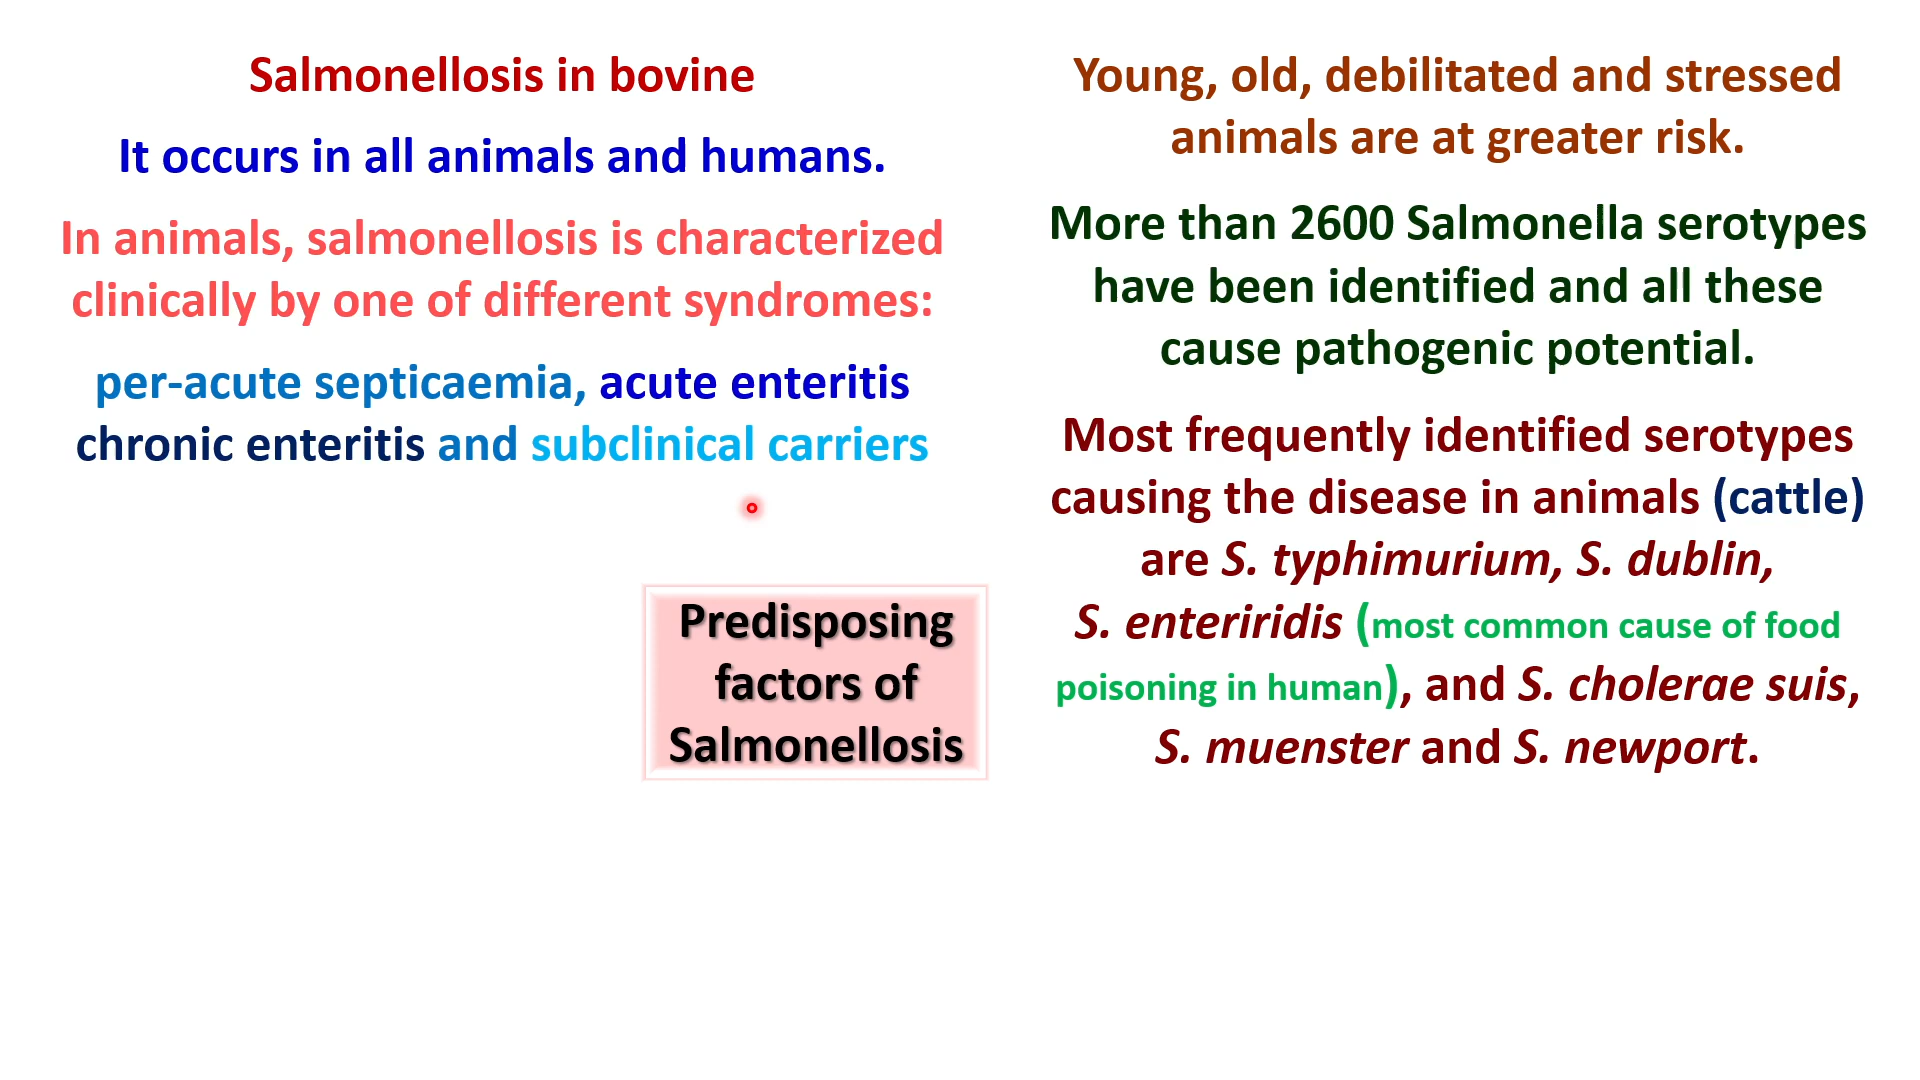 Salmonellosis in bovine
It occurs in all animals and humans.
In animals, salmonellosis is characterized
clinically by one of different syndromes:
per-acute septicaemia, acute enteritis
chronic enteritis and subclinical carriers
Predisposing
factors of
Salmonellosis
Young, old, debilitated and stressed
animals are at greater risk.
More than 2600 Salmonella serotypes
have been identified and all these
cause pathogenic potential.
Most frequently identified serotypes
causing the disease in animals (cattle)
are S. typhimurium, S. dublin,
S. enteriridis (most common cause of food
poisoning in human), and S. cholerae suis,
S. muenster and S. newport.